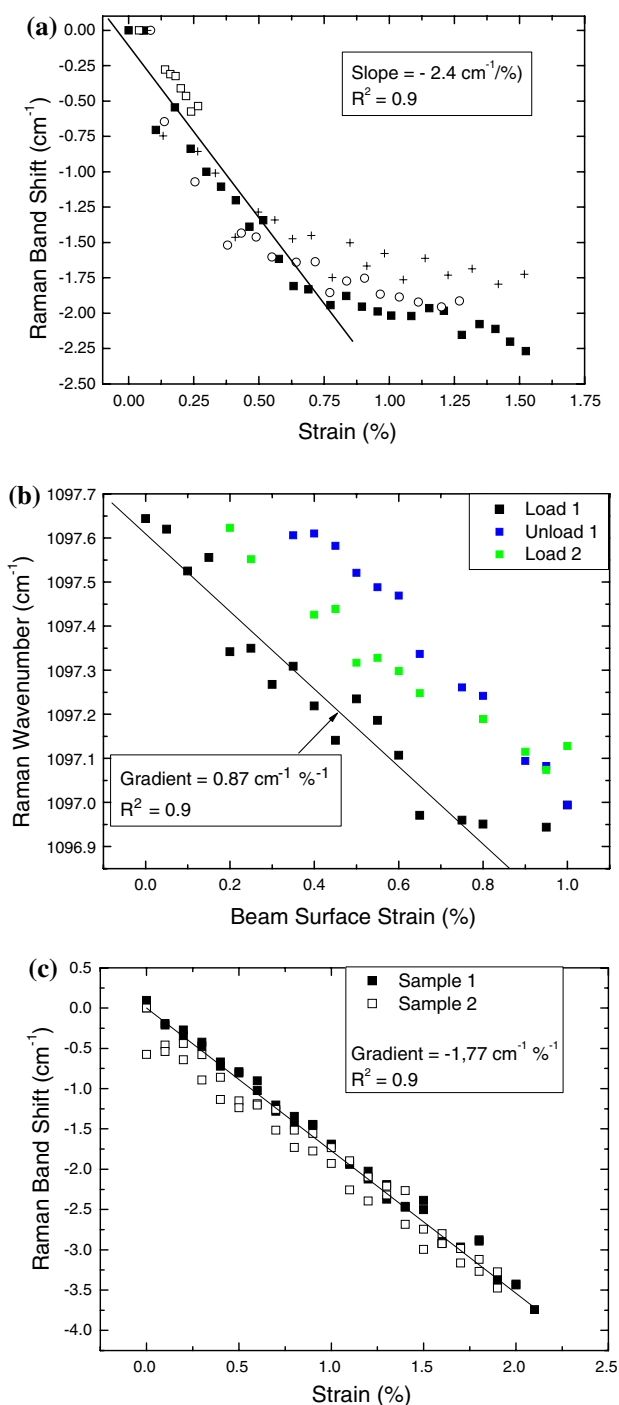 (a)
0.00
-0.25
-0.50
-0.75
-1.00
-1.25
-1.50
-1.75
-2.00
-2.25
-2.50
Raman Band Shift (cm⁻¹)
Slope = - 2.4 cm⁻¹/%)
R² = 0.9
0.00 0.25 0.50 0.75 1.00 1.25 1.50 1.75
Strain (%)
(b)
1097.7
1097.6
1097.5
1097.4
1097.3
1097.2
1097.1
1097.0
1096.9
Raman Wavenumber (cm⁻¹)
Load 1
Unload 1
Load 2
Gradient = 0.87 cm⁻¹ %⁻¹
R² = 0.9
0.0 0.2 0.4 0.6 0.8 1.0
Beam Surface Strain (%)
(c)
0.5
0.0
-0.5
-1.0
-1.5
-2.0
-2.5
-3.0
-3.5
-4.0
Raman Band Shift (cm⁻¹)
Sample 1
Sample 2
Gradient = -1,77 cm⁻¹ %⁻¹
R² = 0.9
0.0 0.5 1.0 1.5 2.0 2.5
Strain (%)